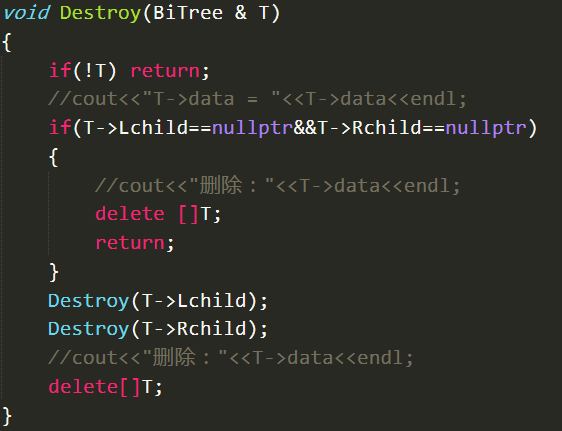 void Destroy(BiTree & T)
{
    if(!T) return;
    //cout<<"T->data = "<<T->data<<endl;
    if(T->Lchild==nullptr&&T->Rchild==nullptr)
    {
        //cout<<"删除："<<T->data<<endl;
        delete []T;
        return;
    }
    Destroy(T->Lchild);
    Destroy(T->Rchild);
    //cout<<"删除："<<T->data<<endl;
    delete[]T;
}